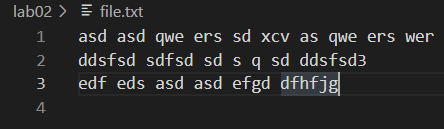 lab02 > file.txt
1 asd asd qwe ers sd xcv as qwe ers wer
2 ddsfsd sdfsd sd s q sd ddsfsd3
3 edf eds asd asd efgd dfhfjg
4